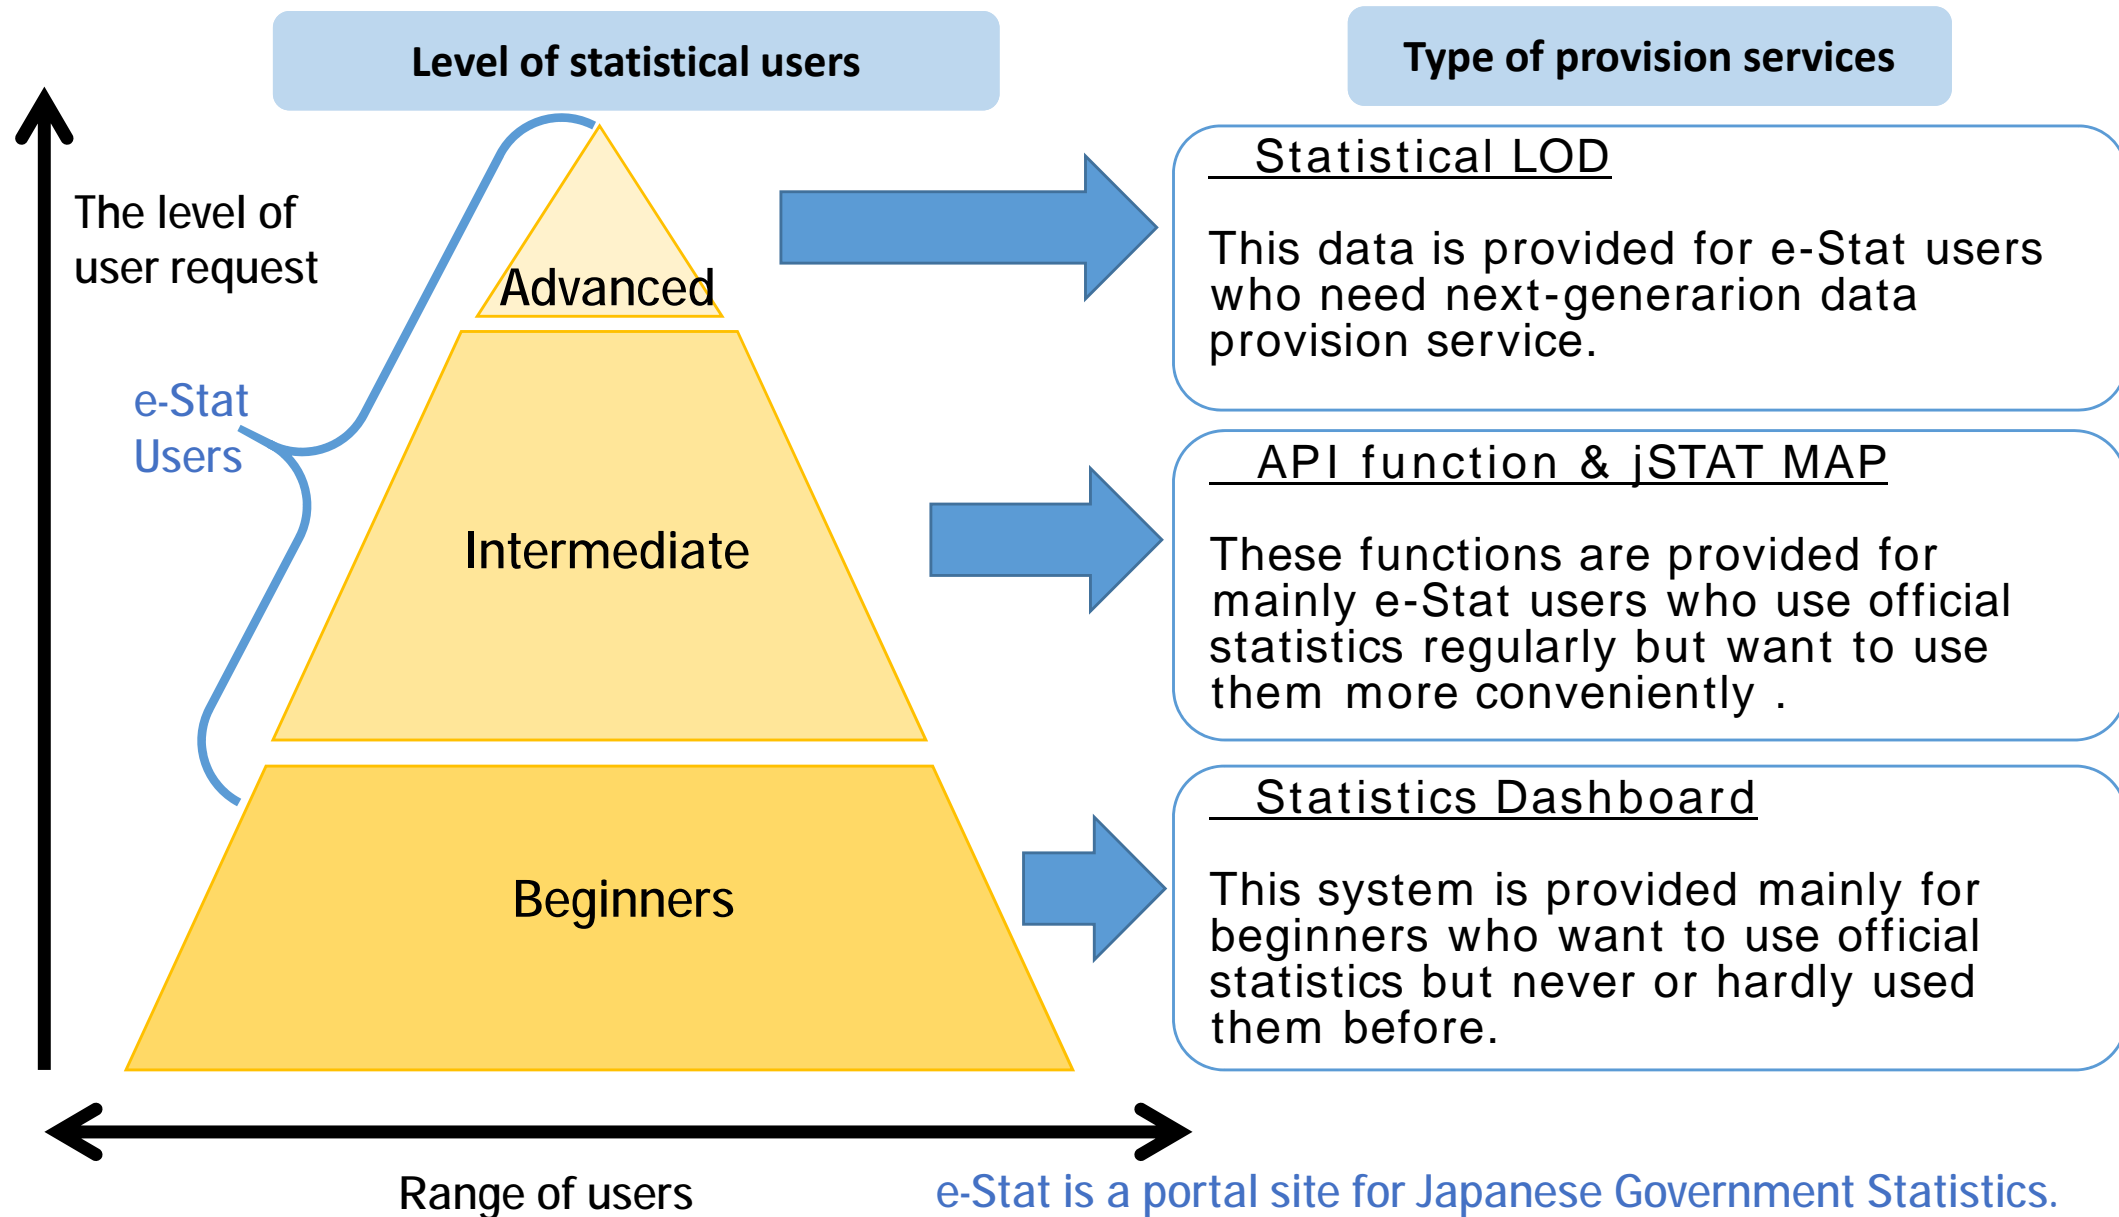 Level of statistical users
Type of provision services
The level of
user request
e-Stat
Users
Advanced
Intermediate
Beginners
Statistical LOD
This data is provided for e-Stat users
who need next-generarion data
provision service.
API function & jSTAT MAP
These functions are provided for
mainly e-Stat users who use official
statistics regularly but want to use
them more conveniently .
Statistics Dashboard
This system is provided mainly for
beginners who want to use official
statistics but never or hardly used
them before.
Range of users
e-Stat is a portal site for Japanese Government Statistics.